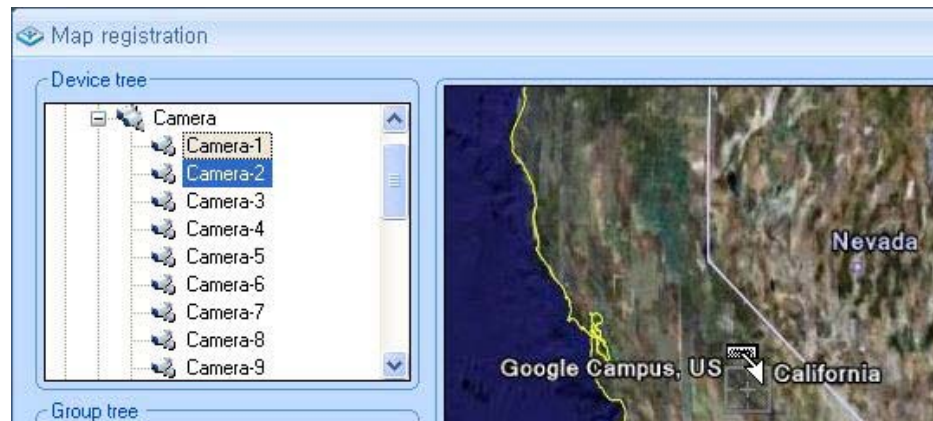 Map registration
Device tree
Camera
Camera-1
Camera-2
Camera-3
Camera-4
Camera-5
Camera-6
Camera-7
Camera-8
Camera-9
Group tree
Nevada
Google Campus, US
California